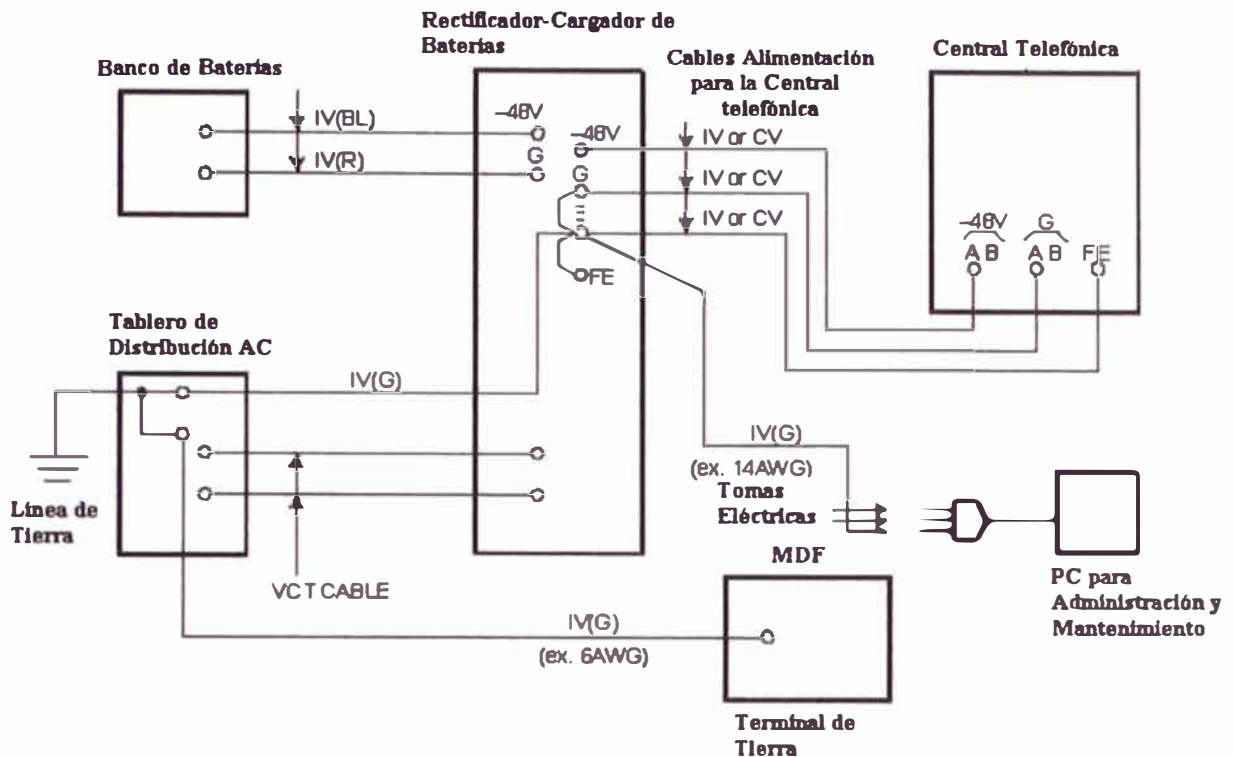 Rectificador-Cargador de
Baterías
Banco de Baterías
Cables Alimentación
para la Central
telefónica
Central Telefónica
IV(BL)
IV(R)
-48V
G
-48V
G
E
FE
IV or CV
IV or CV
IV or CV
-48V
G
A B
A B
FE
Tablero de
Distribución AC
IV(G)
Línea de
Tierra
VCT CABLE
IV(G)
(ex. 14AWG)
Tomas
Eléctricas
PC para
Administración y
Mantenimiento
MDF
IV(G)
(ex. 6AWG)
Terminal de
Tierra